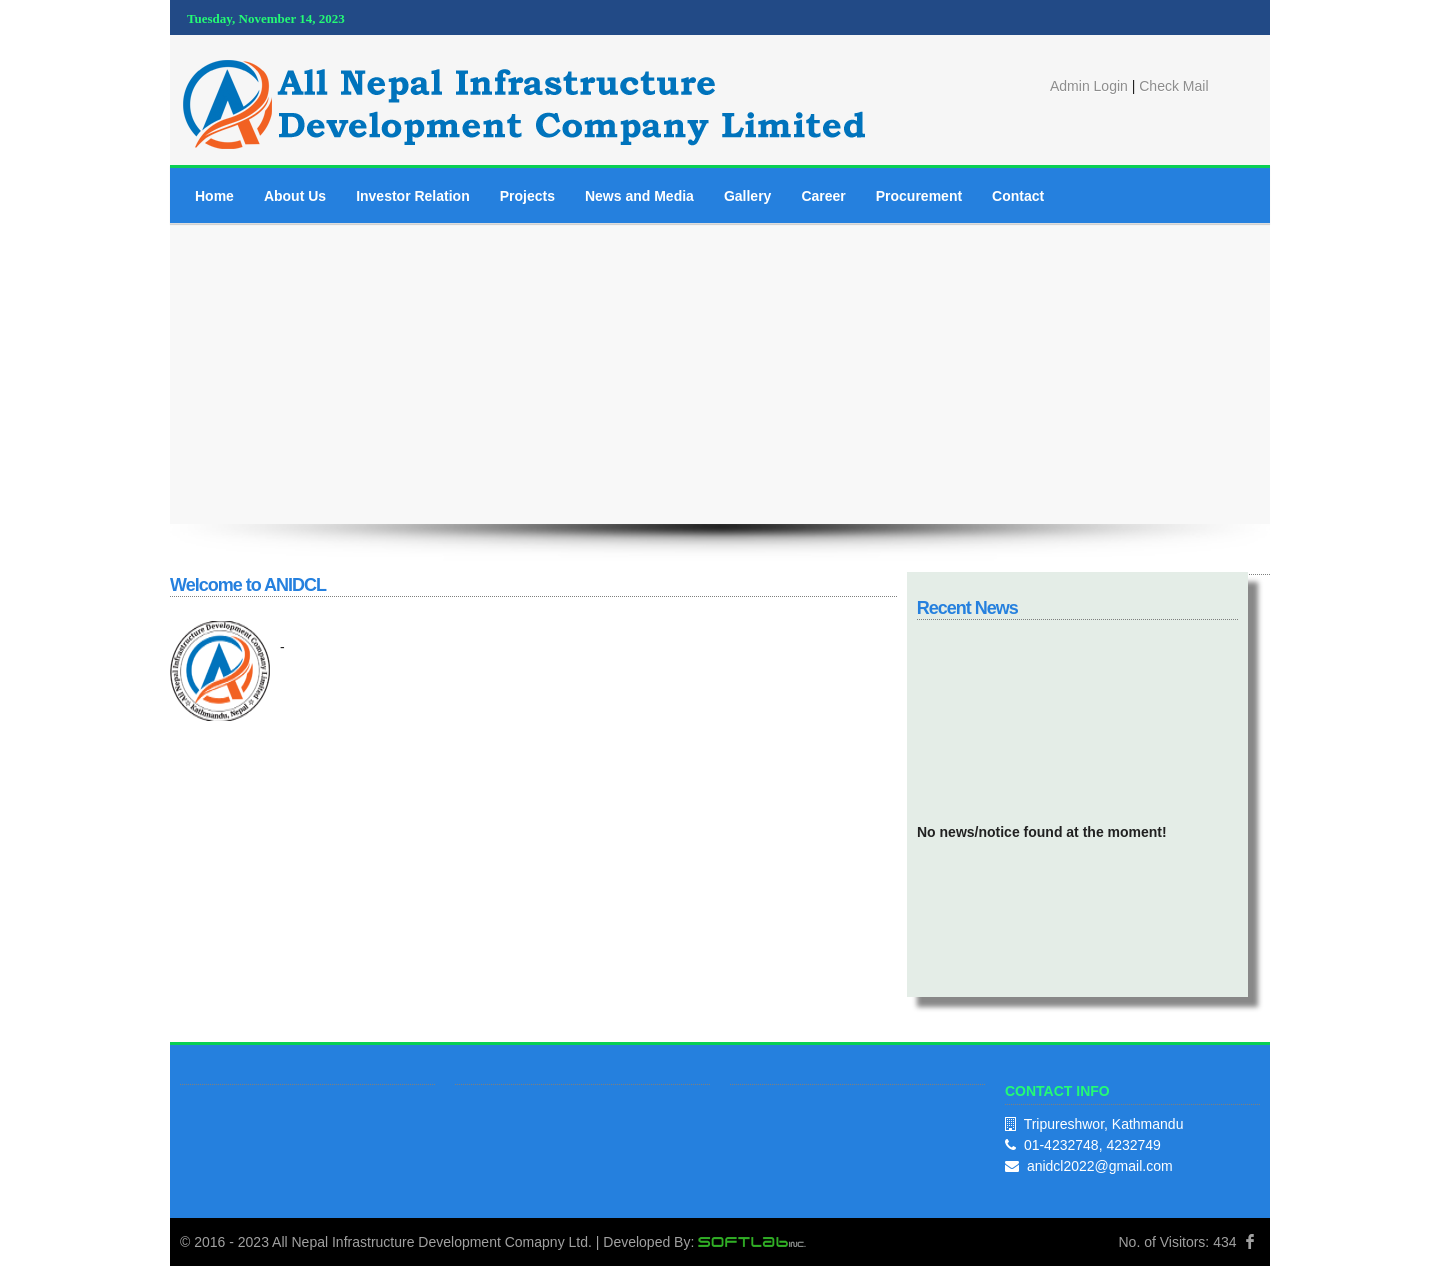 Tuesday, November 14, 2023
All Nepal Infrastructure
Development Company Limited
Admin Login | Check Mail
Home About Us Investor Relation Projects News and Media Gallery Career Procurement Contact
Welcome to ANIDCL
All Nepal Infrastructure Development Company Limited
Kathmandu, Nepal
-
Recent News
No news/notice found at the moment!
CONTACT INFO
Tripureshwor, Kathmandu
01-4232748, 4232749
anidcl2022@gmail.com
© 2016 - 2023 All Nepal Infrastructure Development Comapny Ltd. | Developed By: SOFTLab INC.
No. of Visitors: 434